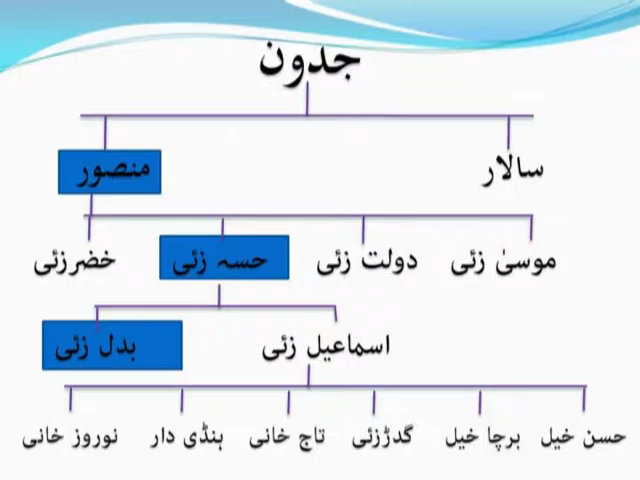 جدون
سالار منصور
موسیٰ زئی دولت زئی حسہ زئی خضرزئی
اسماعیل زئی بدل زئی
حسن خیل برچا خیل گدڑزئی تاج خانی بنڈی دار نوروز خانی